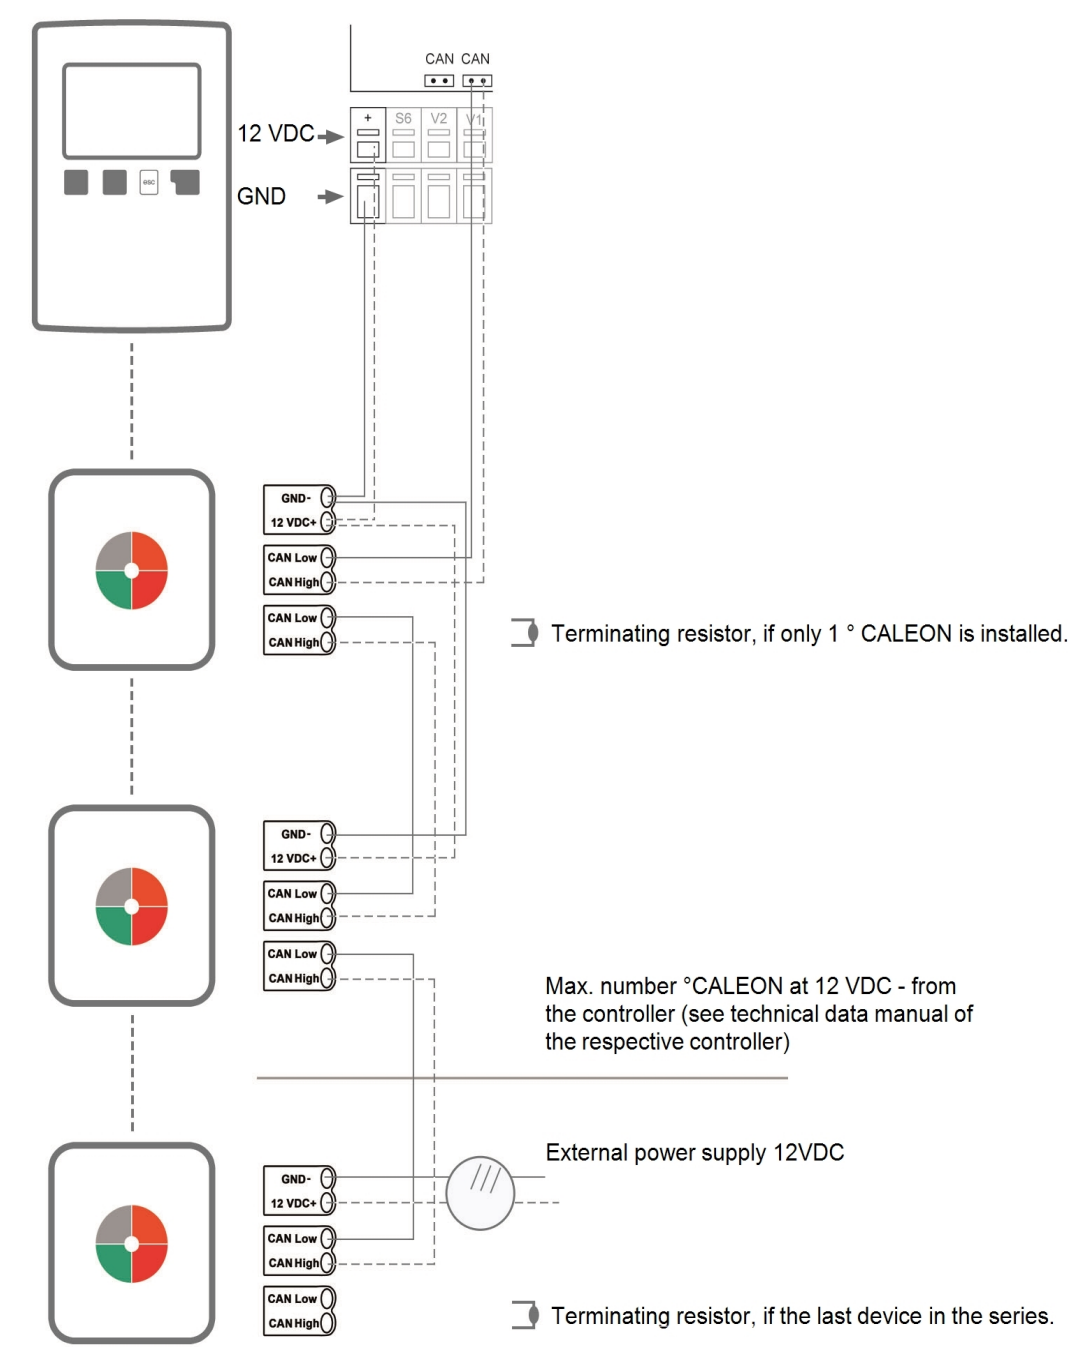 CAN CAN
+ S6 V2 V1
12 VDC
esc
GND
GND-
12 VDC+
CAN Low
CAN High
CAN Low
CAN High
Terminating resistor, if only 1 ° CALEON is installed.
GND-
12 VDC+
CAN Low
CAN High
CAN Low
CAN High
Max. number °CALEON at 12 VDC - from
the controller (see technical data manual of
the respective controller)
External power supply 12VDC
GND-
12 VDC+
CAN Low
CAN High
CAN Low
CAN High
Terminating resistor, if the last device in the series.